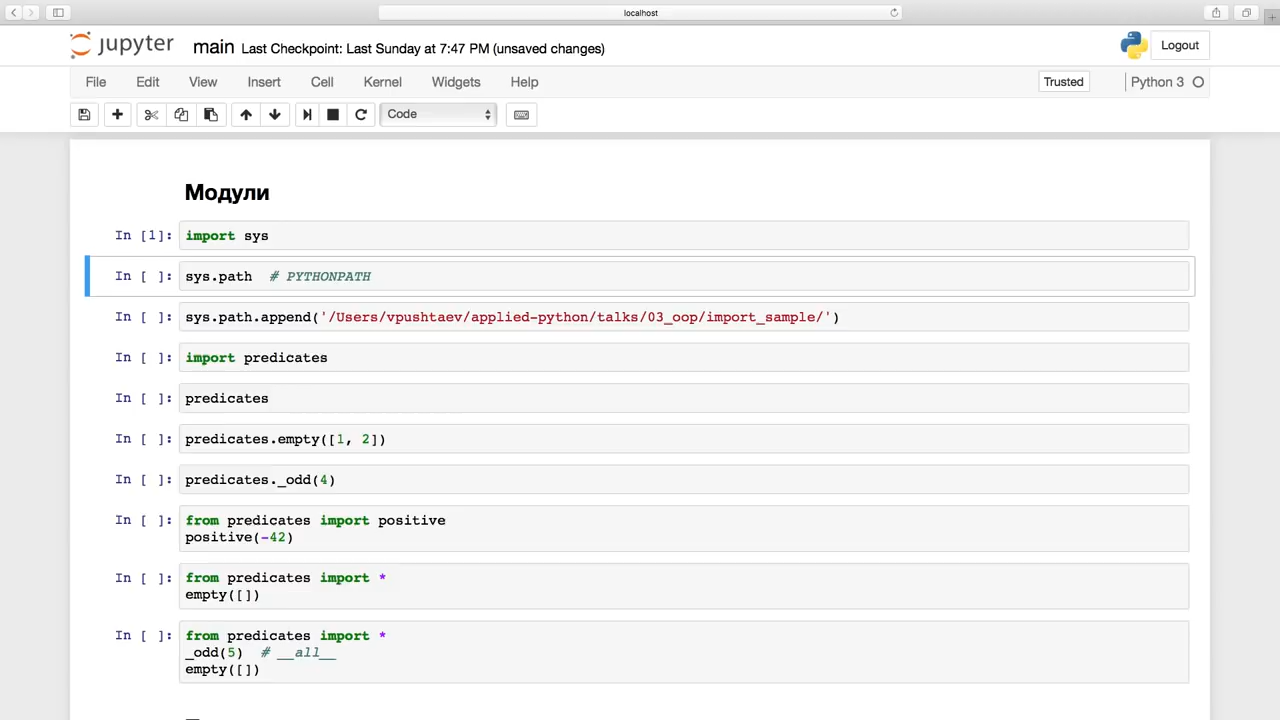 localhost
jupyter main Last Checkpoint: Last Sunday at 7:47 PM (unsaved changes) Logout
File Edit View Insert Cell Kernel Widgets Help Trusted Python 3
Code
Модули
In [1]: import sys
In [ ]: sys.path # PYTHONPATH
In [ ]: sys.path.append('/Users/vpushtaev/applied-python/talks/03_oop/import_sample/')
In [ ]: import predicates
In [ ]: predicates
In [ ]: predicates.empty([1, 2])
In [ ]: predicates._odd(4)
In [ ]: from predicates import positive
positive(-42)
In [ ]: from predicates import *
empty([])
In [ ]: from predicates import *
_odd(5) # __all__
empty([])